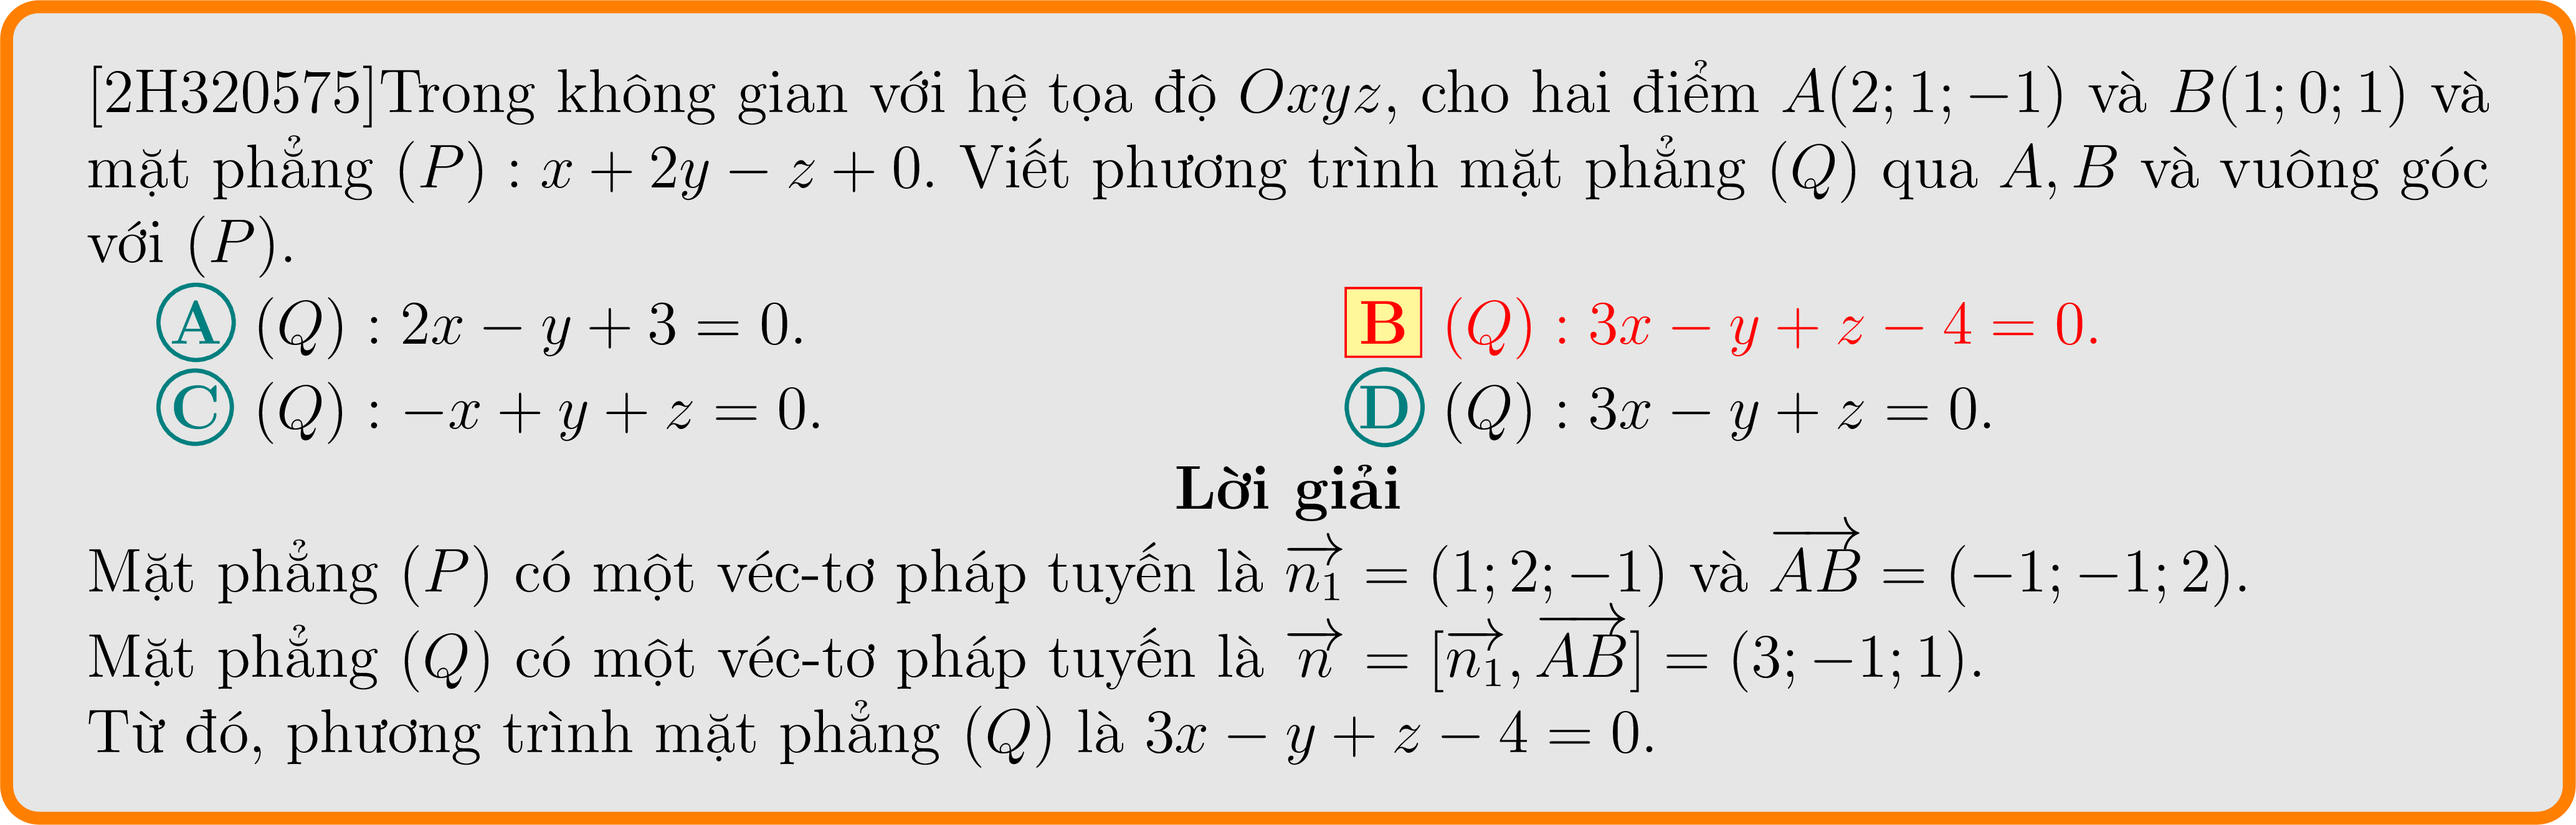 [2H320575]Trong không gian với hệ tọa độ Oxyz, cho hai điểm A(2; 1; −1) và B(1; 0; 1) và
mặt phẳng (P) : x + 2y − z + 0. Viết phương trình mặt phẳng (Q) qua A, B và vuông góc
với (P).
A (Q) : 2x − y + 3 = 0. B (Q) : 3x − y + z − 4 = 0.
C (Q) : −x + y + z = 0. D (Q) : 3x − y + z = 0.
Lời giải
Mặt phẳng (P) có một véc-tơ pháp tuyến là $\overrightarrow{n_1}$ = (1; 2; −1) và $\overrightarrow{AB}$ = (−1; −1; 2).
Mặt phẳng (Q) có một véc-tơ pháp tuyến là $\overrightarrow{n}$ = [$\overrightarrow{n_1}$, $\overrightarrow{AB}$] = (3; −1; 1).
Từ đó, phương trình mặt phẳng (Q) là 3x − y + z − 4 = 0.